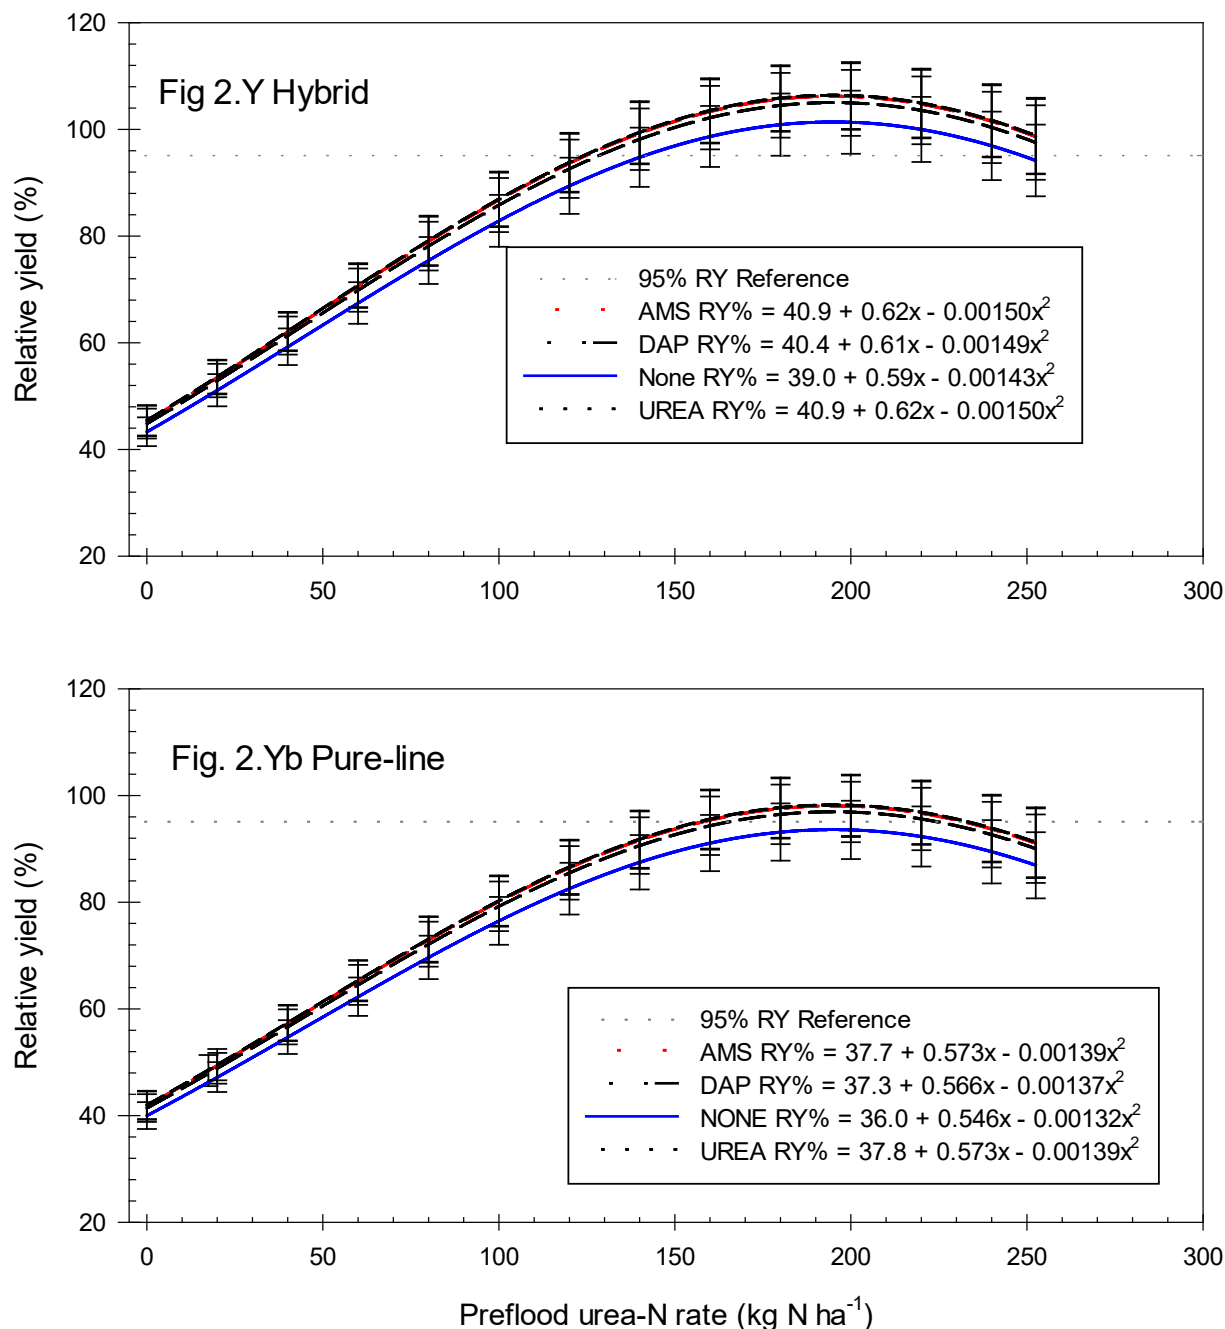 120
100
80
60
40
20
Relative yield (%)
Fig 2.Y Hybrid
95% RY Reference
AMS RY% = 40.9 + 0.62x - 0.00150x²
DAP RY% = 40.4 + 0.61x - 0.00149x²
None RY% = 39.0 + 0.59x - 0.00143x²
UREA RY% = 40.9 + 0.62x - 0.00150x²
0 50 100 150 200 250 300
120
100
80
60
40
20
Relative yield (%)
Fig. 2.Yb Pure-line
95% RY Reference
AMS RY% = 37.7 + 0.573x - 0.00139x²
DAP RY% = 37.3 + 0.566x - 0.00137x²
NONE RY% = 36.0 + 0.546x - 0.00132x²
UREA RY% = 37.8 + 0.573x - 0.00139x²
0 50 100 150 200 250 300
Preflood urea-N rate (kg N ha⁻¹)